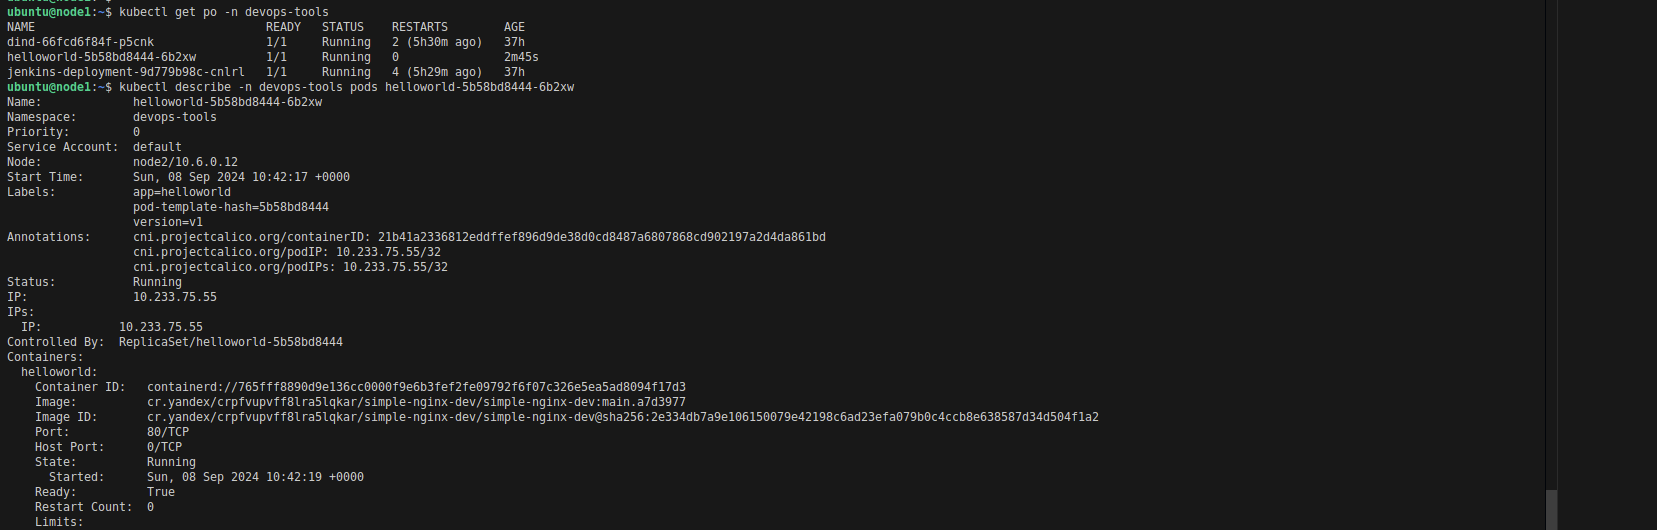 ubuntu@node1:~$ kubectl get po -n devops-tools
NAME                                 READY   STATUS    RESTARTS        AGE
dind-66fcd6f84f-p5cnk                1/1     Running   2 (5h30m ago)   37h
helloworld-5b58bd8444-6b2xw          1/1     Running   0               2m45s
jenkins-deployment-9d779b98c-cnlrl   1/1     Running   4 (5h29m ago)   37h
ubuntu@node1:~$ kubectl describe -n devops-tools pods helloworld-5b58bd8444-6b2xw
Name:             helloworld-5b58bd8444-6b2xw
Namespace:        devops-tools
Priority:         0
Service Account:  default
Node:             node2/10.6.0.12
Start Time:       Sun, 08 Sep 2024 10:42:17 +0000
Labels:           app=helloworld
                  pod-template-hash=5b58bd8444
                  version=v1
Annotations:      cni.projectcalico.org/containerID: 21b41a2336812eddffef896d9de38d0cd8487a6807868cd902197a2d4da861bd
                  cni.projectcalico.org/podIP: 10.233.75.55/32
                  cni.projectcalico.org/podIPs: 10.233.75.55/32
Status:           Running
IP:               10.233.75.55
IPs:
  IP:           10.233.75.55
Controlled By:  ReplicaSet/helloworld-5b58bd8444
Containers:
  helloworld:
    Container ID:   containerd://765fff8890d9e136cc0000f9e6b3fef2fe09792f6f07c326e5ea5ad8094f17d3
    Image:          cr.yandex/crpfvupvff8lra5lqkar/simple-nginx-dev/simple-nginx-dev:main.a7d3977
    Image ID:       cr.yandex/crpfvupvff8lra5lqkar/simple-nginx-dev/simple-nginx-dev@sha256:2e334db7a9e106150079e42198c6ad23efa079b0c4ccb8e638587d34d504f1a2
    Port:           80/TCP
    Host Port:      0/TCP
    State:          Running
      Started:      Sun, 08 Sep 2024 10:42:19 +0000
    Ready:          True
    Restart Count:  0
    Limits: